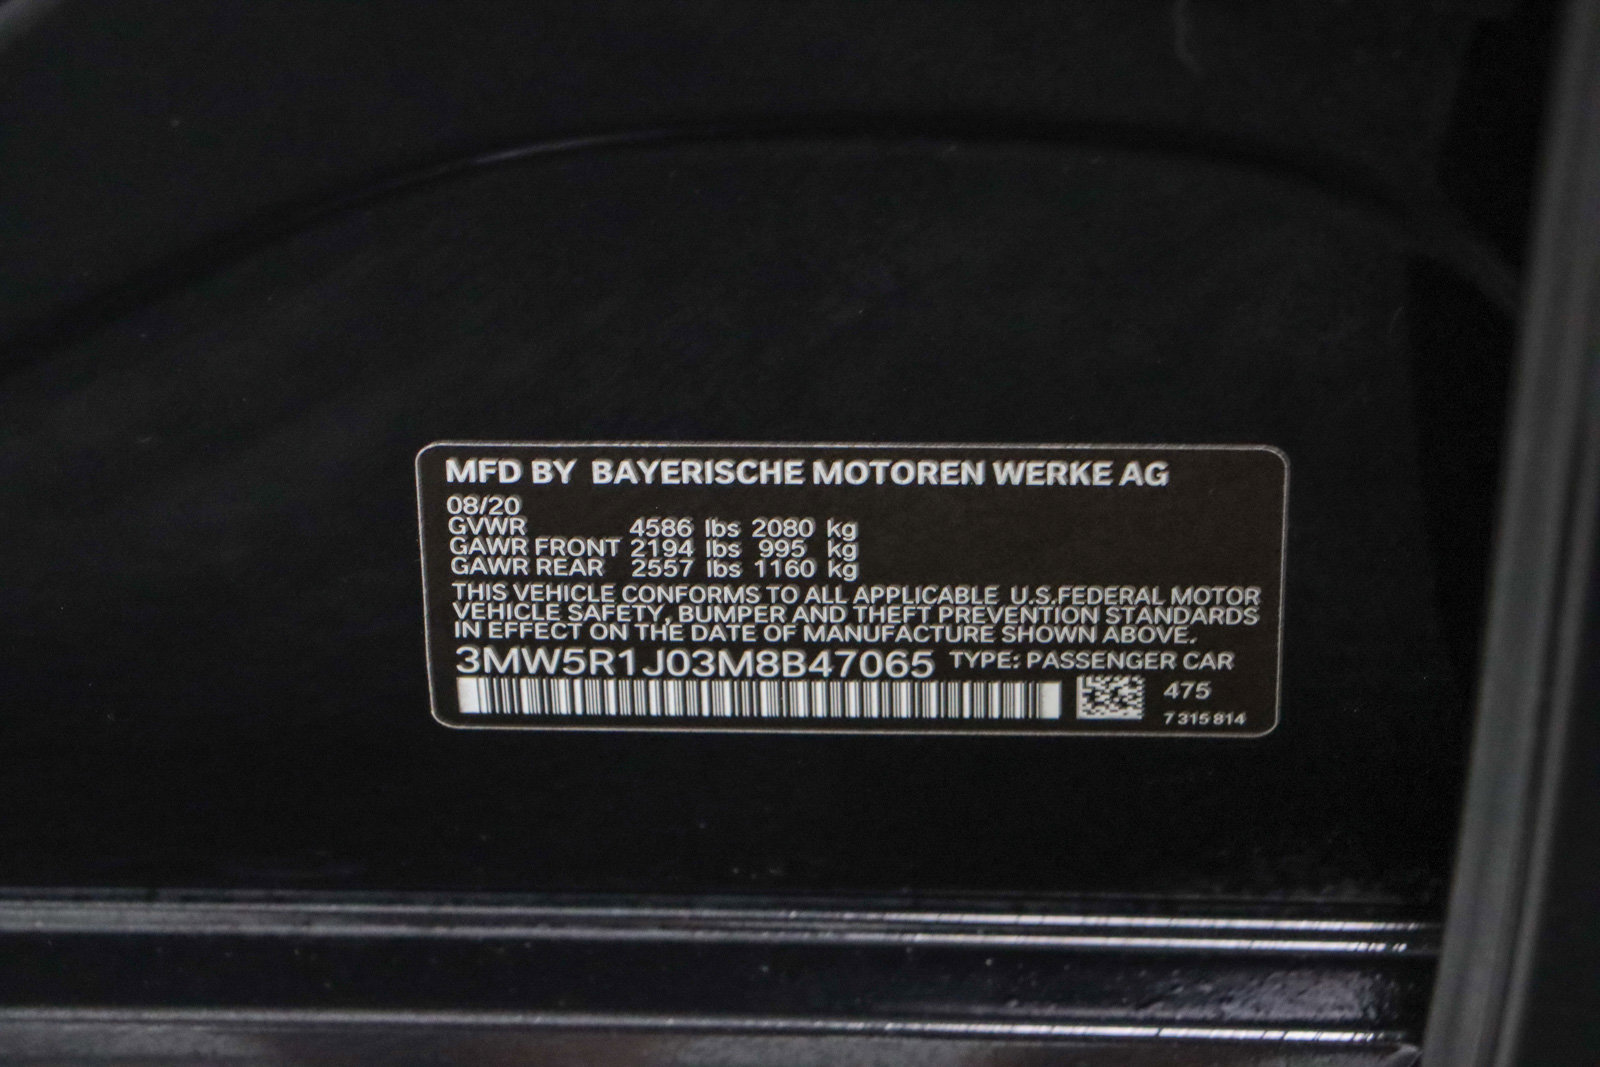 MFD BY BAYERISCHE MOTOREN WERKE AG
08/20
GVWR 4586 lbs 2080 kg
GAWR FRONT 2194 lbs 995 kg
GAWR REAR 2557 lbs 1160 kg
THIS VEHICLE CONFORMS TO ALL APPLICABLE U.S.FEDERAL MOTOR
VEHICLE SAFETY, BUMPER AND THEFT PREVENTION STANDARDS
IN EFFECT ON THE DATE OF MANUFACTURE SHOWN ABOVE.
3MW5R1J03M8B47065 TYPE: PASSENGER CAR
475
7 315 814